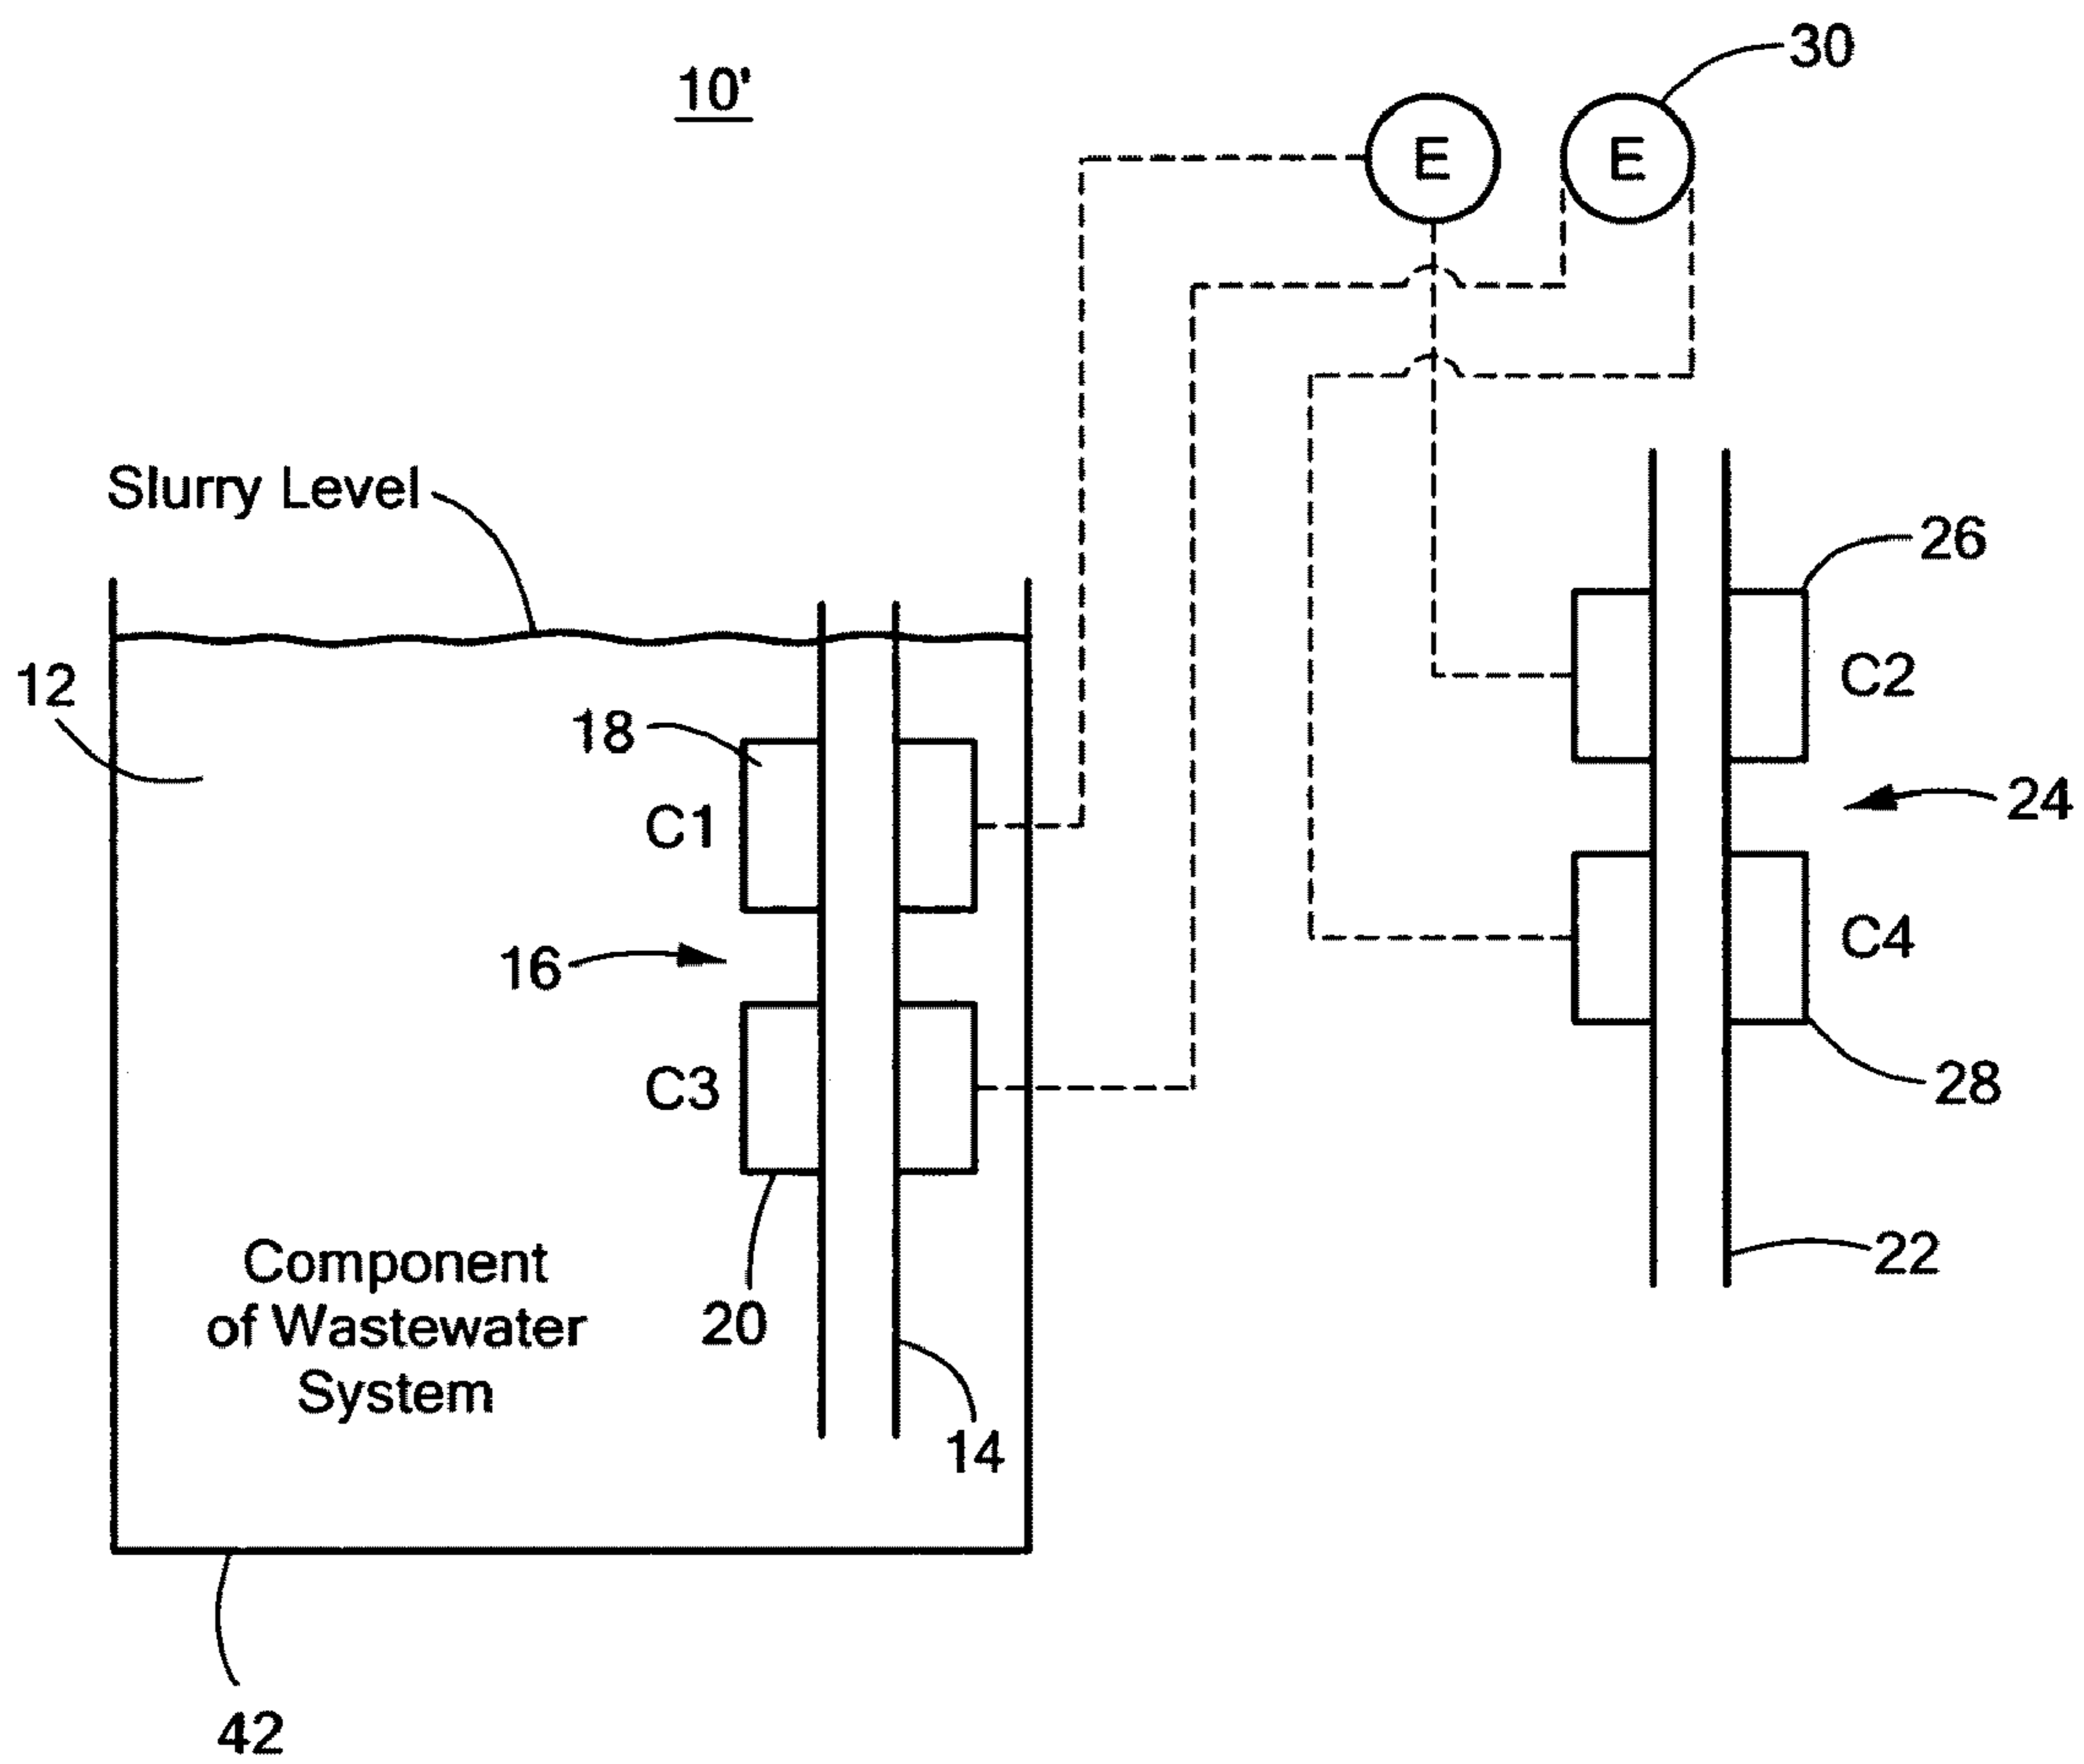 30
10'
E E
Slurry Level
26
12
C2
18
24
C1
C4
16
C3
28
22
Component
of Wastewater
System
20
14
42